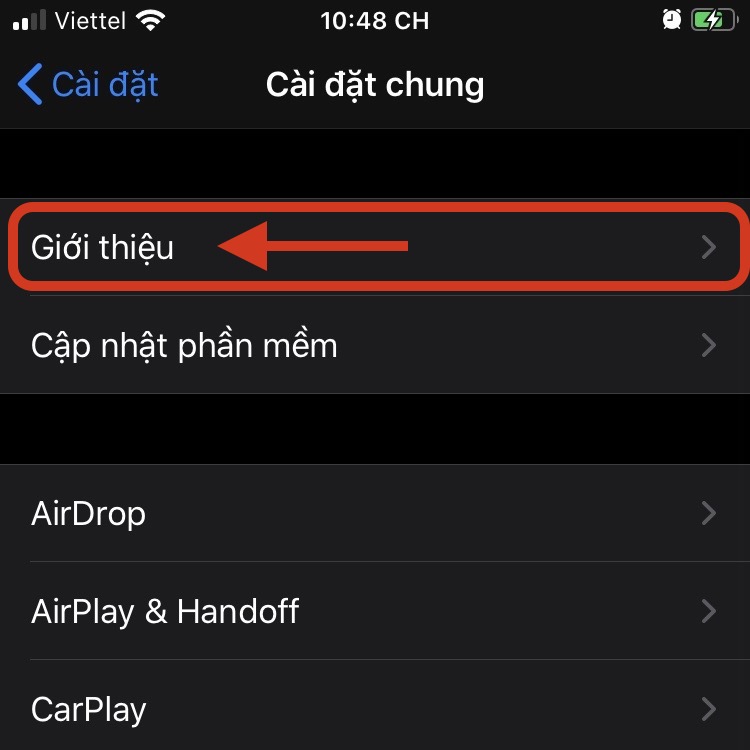 Viettel 10:48 CH
Cài đặt Cài đặt chung
Giới thiệu
Cập nhật phần mềm
AirDrop
AirPlay & Handoff
CarPlay